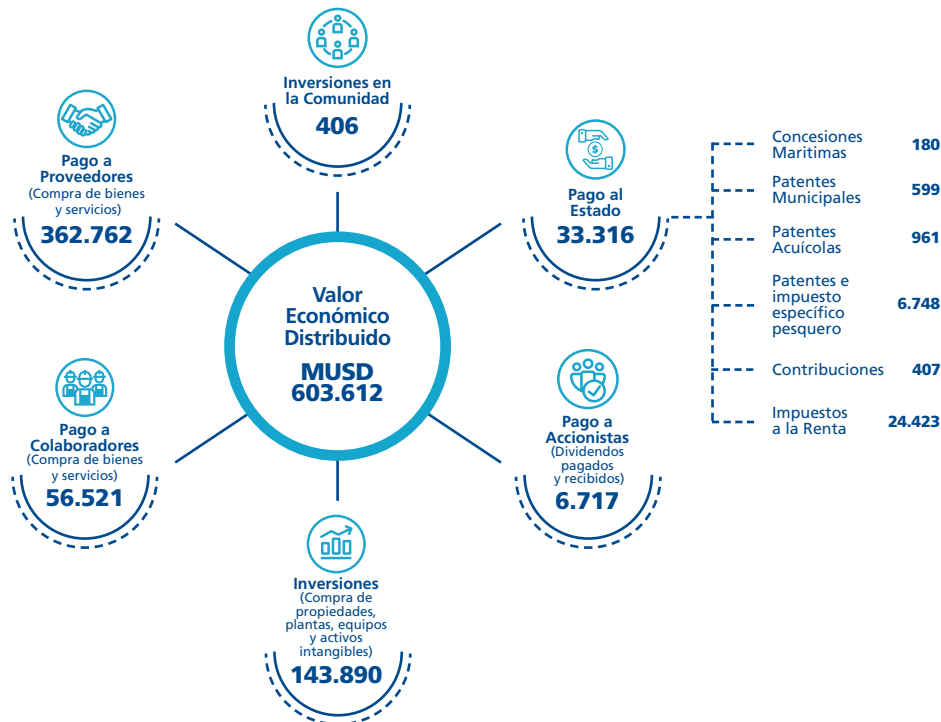 Inversiones en
la Comunidad
406
Pago a
Proveedores
(Compra de bienes
y servicios)
362.762
Pago al
Estado
33.316
Concesiones
Maritimas
180
Patentes
Municipales
599
Patentes
Acuícolas
961
Patentes e
impuesto
específico
pesquero
6.748
Contribuciones
407
Impuestos
a la Renta
24.423
Valor
Económico
Distribuido
MUSD
603.612
Pago a
Colaboradores
(Compra de bienes
y servicios)
56.521
Pago a
Accionistas
(Dividendos
pagados
y recibidos)
6.717
Inversiones
(Compra de
propiedades,
plantas, equipos
y activos
intangibles)
143.890